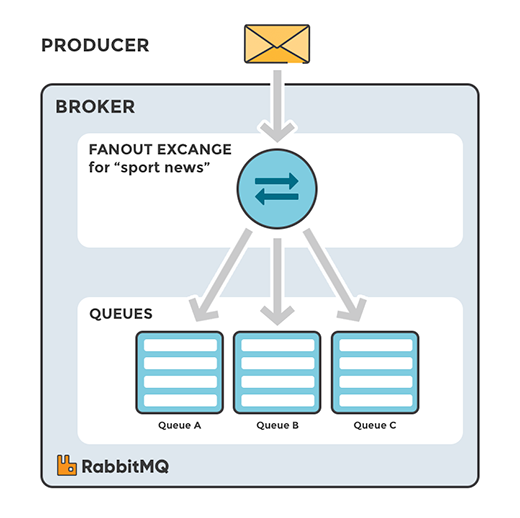 PRODUCER
BROKER
FANOUT EXCANGE
for “sport news”
QUEUES
Queue A
Queue B
Queue C
RabbitMQ